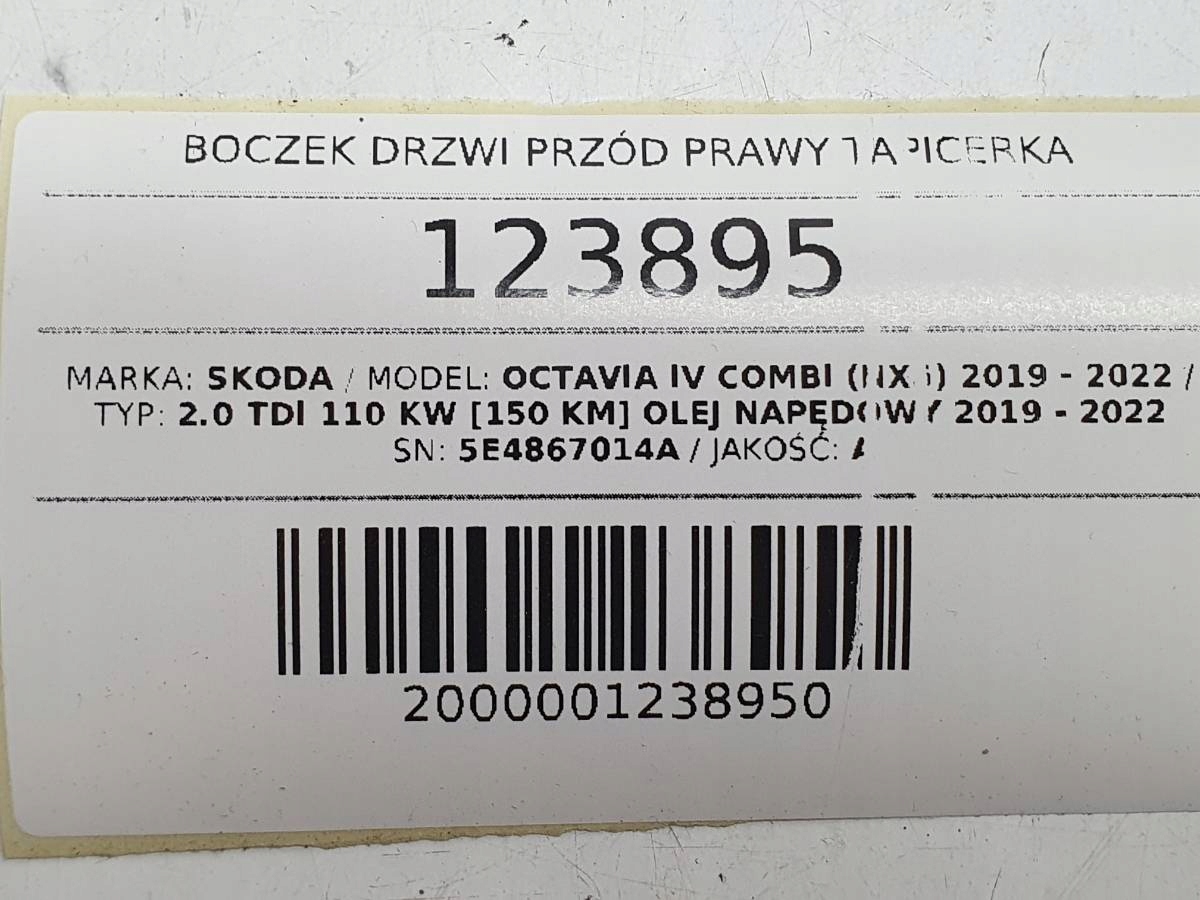 BOCZEK DRZWI PRZÓD PRAWY TAPICERKA
123895
MARKA: SKODA / MODEL: OCTAVIA IV COMBI (NX5) 2019 - 2022 /
TYP: 2.0 TDI 110 KW [150 KM] OLEJ NAPĘDOWY 2019 - 2022
SN: 5E4867014A / JAKOŚĆ: A
2000001238950